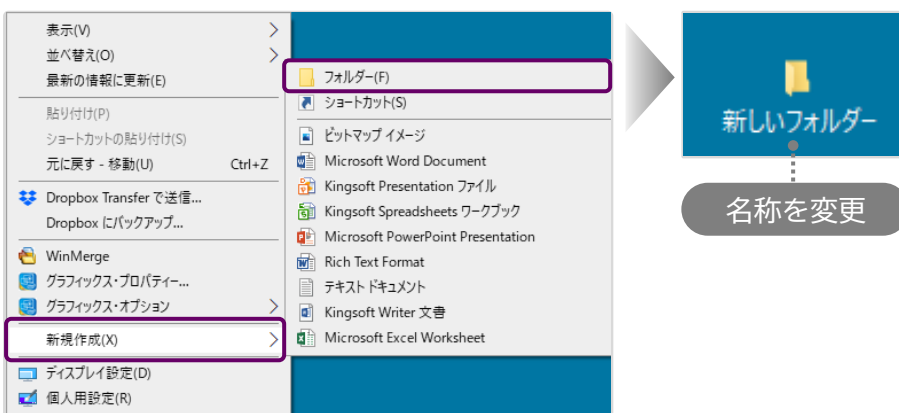 表示(V)
並べ替え(O)
最新の情報に更新(E)
貼り付け(P)
ショートカットの貼り付け(S)
元に戻す - 移動(U) Ctrl+Z
Dropbox Transfer で送信...
Dropbox にバックアップ...
WinMerge
グラフィックス・プロパティー...
グラフィックス・オプション
新規作成(X)
ディスプレイ設定(D)
個人用設定(R)
フォルダー(F)
ショートカット(S)
ビットマップ イメージ
Microsoft Word Document
Kingsoft Presentation ファイル
Kingsoft Spreadsheets ワークブック
Microsoft PowerPoint Presentation
Rich Text Format
テキスト ドキュメント
Kingsoft Writer 文書
Microsoft Excel Worksheet
新しいフォルダー
名称を変更